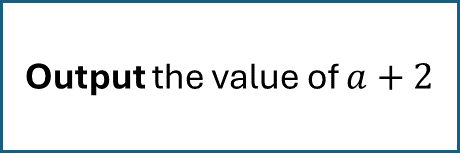 Output the value of a + 2